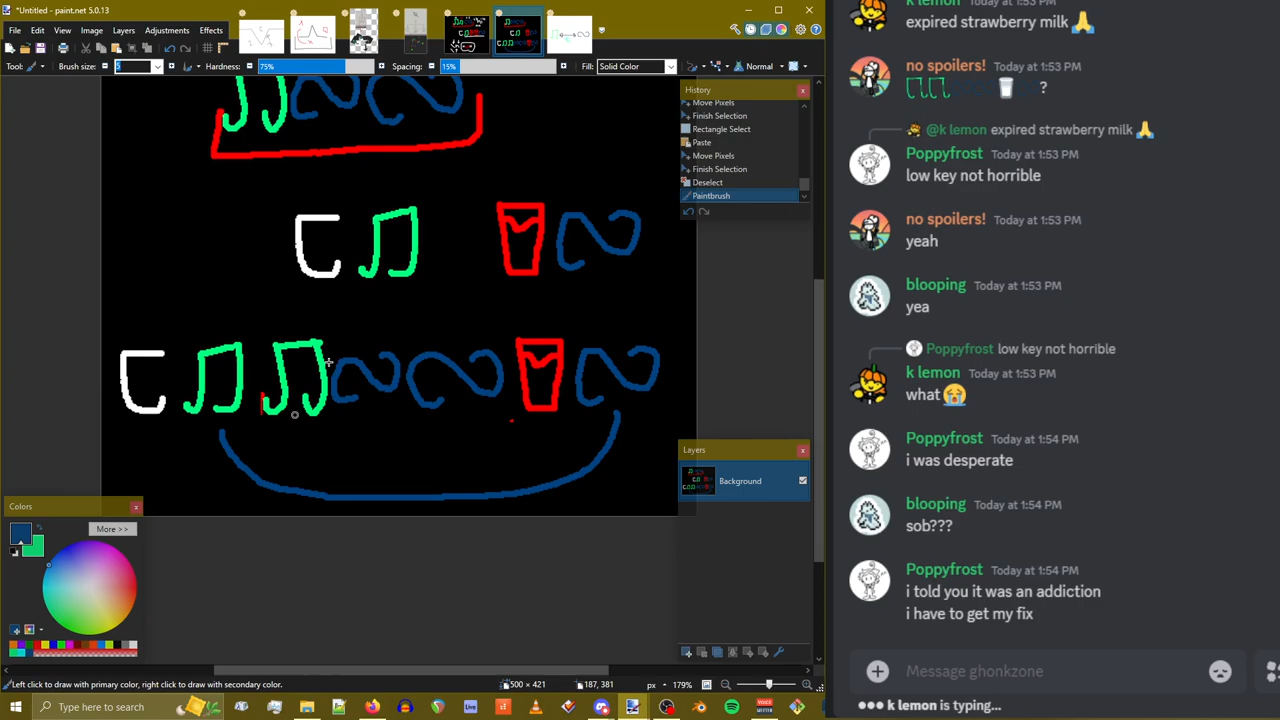 *Untitled - paint.net 5.0.13
File Edit View Image Layers Adjustments Effects
Tool: Brush size: 5 Hardness: 75% Spacing: 15% Fill: Solid Color Normal
History
Move Pixels
Finish Selection
Rectangle Select
Paste
Move Pixels
Finish Selection
Deselect
Paintbrush
Layers
Background
Colors
More >>
Left click to draw with primary color, right click to draw with secondary color.
500 × 421
187, 381
px
179%
Type here to search
Live
k lemon
expired strawberry milk 🙏
no spoilers! Today at 1:53 PM
?
@k lemon expired strawberry milk 🙏
Poppyfrost Today at 1:53 PM
low key not horrible
no spoilers! Today at 1:53 PM
yeah
blooping Today at 1:53 PM
yea
Poppyfrost low key not horrible
k lemon Today at 1:53 PM
what 😭
Poppyfrost Today at 1:53 PM
i was desperate
blooping Today at 1:54 PM
sob???
Poppyfrost Today at 1:54 PM
i told you it was an addiction
i have to get my fix
Message ghonkzone
k lemon is typing...